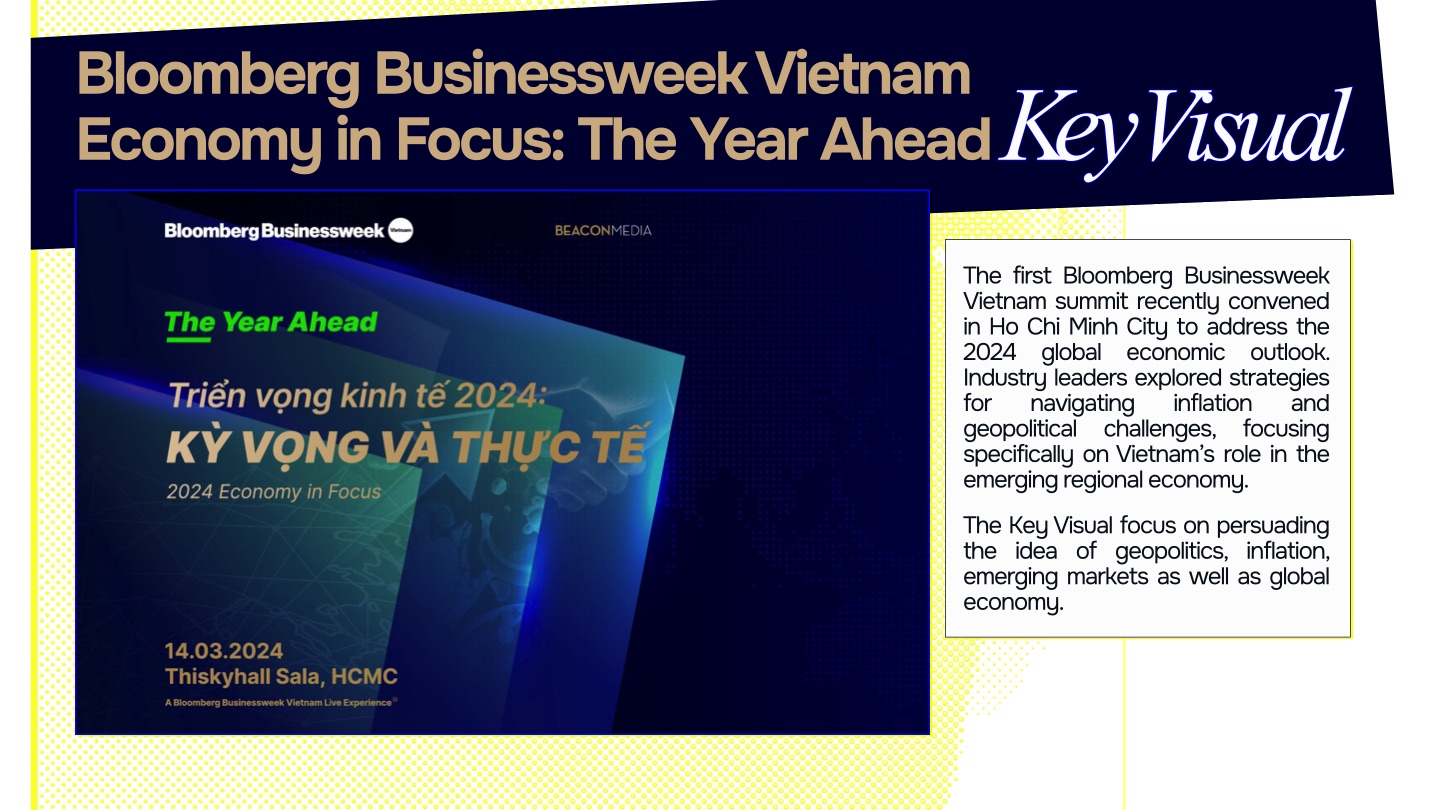 Bloomberg Businessweek Vietnam
Economy in Focus: The Year Ahead
Key Visual
Bloomberg Businessweek Vietnam
BEACONMEDIA
The Year Ahead
Triển vọng kinh tế 2024:
KỲ VỌNG VÀ THỰC TẾ
2024 Economy in Focus
14.03.2024
Thiskyhall Sala, HCMC
A Bloomberg Businessweek Vietnam Live Experience
The first Bloomberg Businessweek
Vietnam summit recently convened
in Ho Chi Minh City to address the
2024 global economic outlook.
Industry leaders explored strategies
for navigating inflation and
geopolitical challenges, focusing
specifically on Vietnam’s role in the
emerging regional economy.
The Key Visual focus on persuading
the idea of geopolitics, inflation,
emerging markets as well as global
economy.